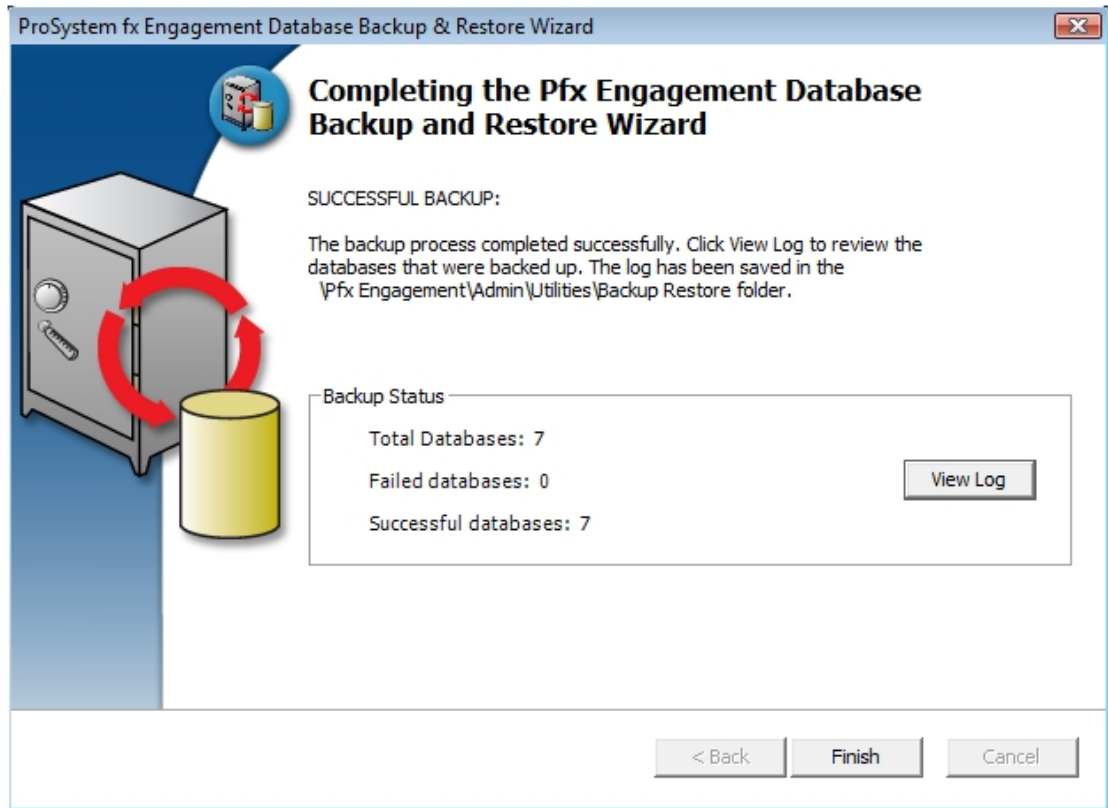 ProSystem fx Engagement Database Backup & Restore Wizard
Completing the Pfx Engagement Database
Backup and Restore Wizard
SUCCESSFUL BACKUP:
The backup process completed successfully. Click View Log to review the
databases that were backed up. The log has been saved in the
\Pfx Engagement\Admin\Utilities\Backup Restore folder.
Backup Status
Total Databases: 7
Failed databases: 0
View Log
Successful databases: 7
< Back
Finish
Cancel